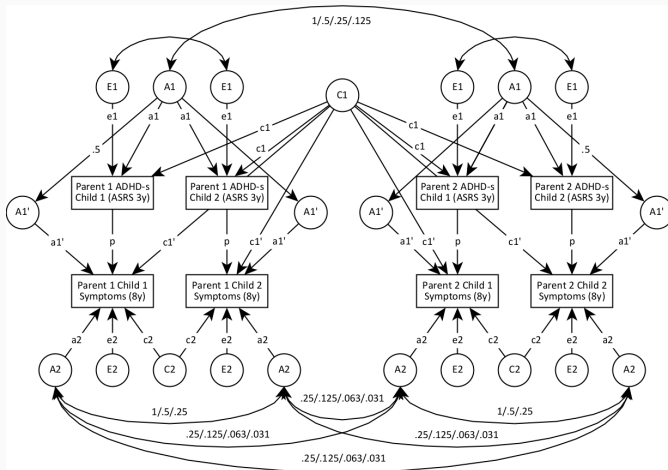 1/.5/.25/.125
E1 A1 E1 C1 E1 A1 E1
e1 a1 a1 e1 c1 c1 c1 c1 e1 a1 a1 e1
.5 .5
Parent 1 ADHD-s
Child 1 (ASRS 3y)
Parent 1 ADHD-s
Child 2 (ASRS 3y)
Parent 2 ADHD-s
Child 1 (ASRS 3y)
Parent 2 ADHD-s
Child 2 (ASRS 3y)
A1' A1' A1' A1'
a1' p c1' p c1' a1' a1' c1' p c1' p a1'
Parent 1 Child 1
Symptoms (8y)
Parent 1 Child 2
Symptoms (8y)
Parent 2 Child 1
Symptoms (8y)
Parent 2 Child 2
Symptoms (8y)
a2 e2 c2 c2 e2 a2 a2 e2 c2 c2 e2 a2
A2 E2 C2 E2 A2 A2 E2 C2 E2 A2
.25/.125/.063/.031
1/.5/.25 1/.5/.25
.25/.125/.063/.031 .25/.125/.063/.031
.25/.125/.063/.031